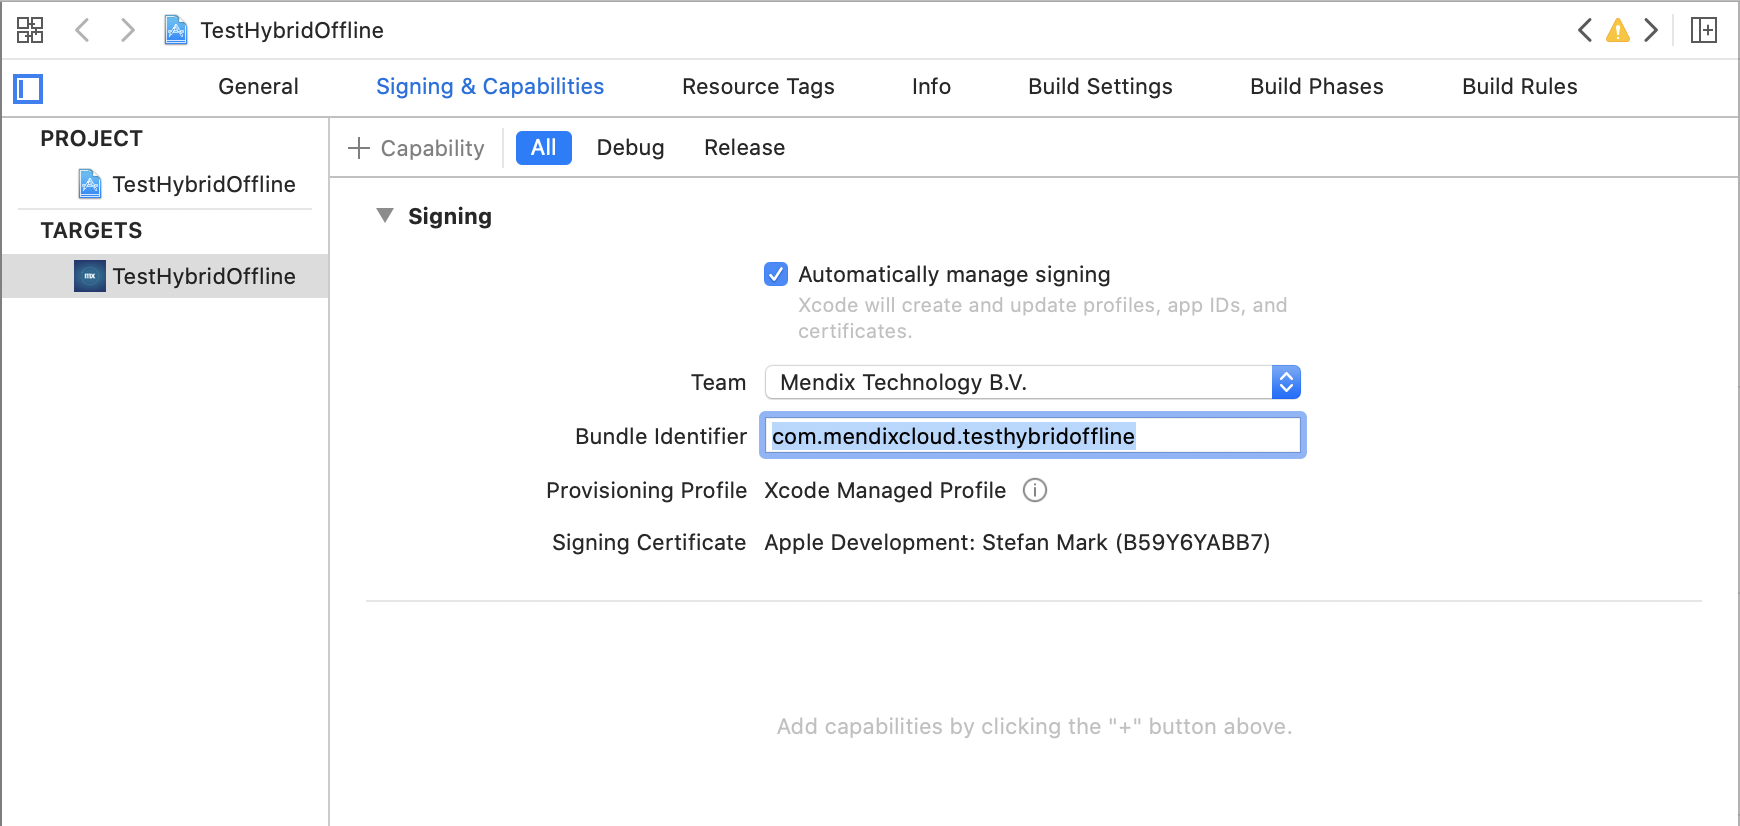 TestHybridOffline
General Signing & Capabilities Resource Tags Info Build Settings Build Phases Build Rules
PROJECT
TestHybridOffline
TARGETS
mx TestHybridOffline
+ Capability All Debug Release
Signing
Automatically manage signing
Xcode will create and update profiles, app IDs, and
certificates.
Team Mendix Technology B.V.
Bundle Identifier com.mendixcloud.testhybridoffline
Provisioning Profile Xcode Managed Profile
Signing Certificate Apple Development: Stefan Mark (B59Y6YABB7)
Add capabilities by clicking the "+" button above.